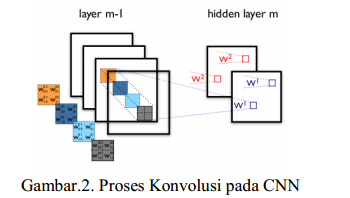 layer m-1 hidden layer m
W² 
W²
W¹
W¹
Gambar.2. Proses Konvolusi pada CNN